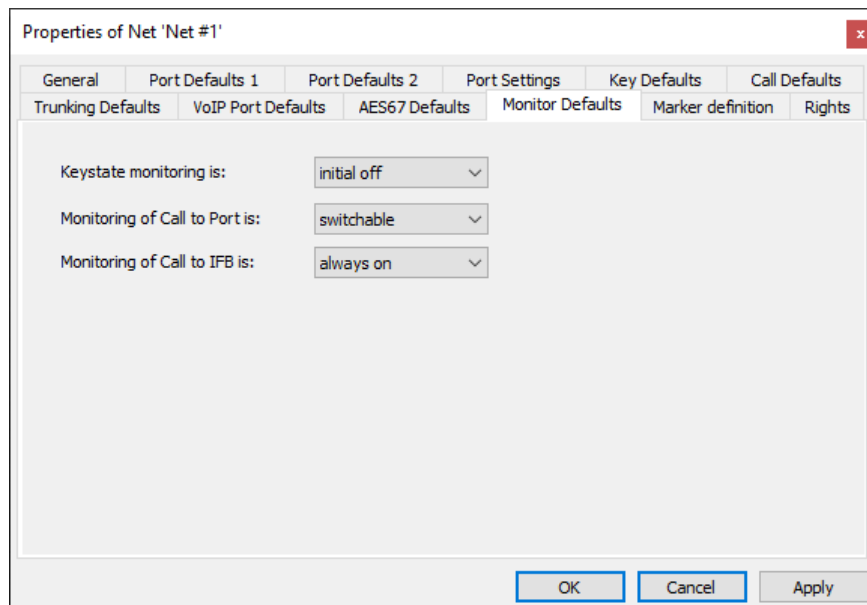 Properties of Net 'Net #1'
x
General Port Defaults 1 Port Defaults 2 Port Settings Key Defaults Call Defaults
Trunking Defaults VoIP Port Defaults AES67 Defaults Monitor Defaults Marker definition Rights
Keystate monitoring is: initial off
Monitoring of Call to Port is: switchable
Monitoring of Call to IFB is: always on
OK Cancel Apply